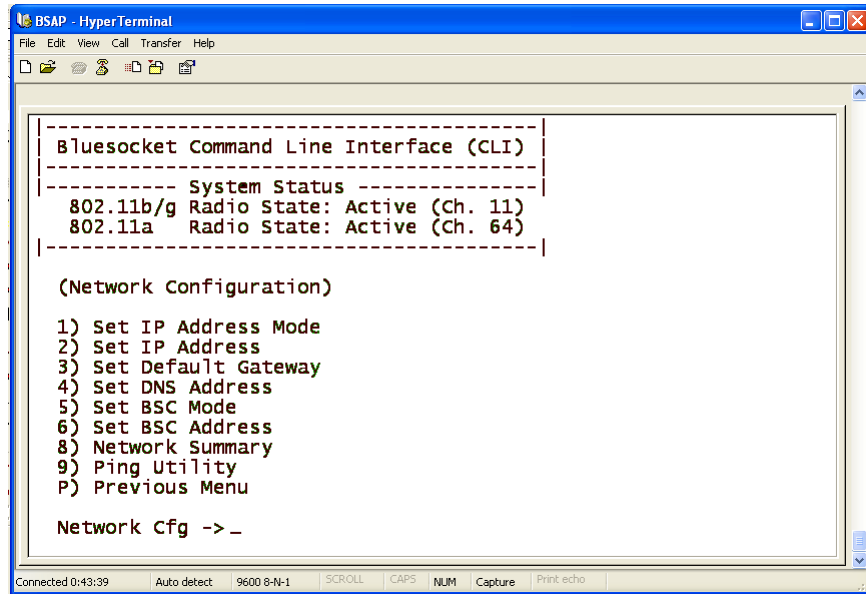 BSAP - HyperTerminal
File Edit View Call Transfer Help
|-----------------------------------------|
| Bluesocket Command Line Interface (CLI) |
|-----------------------------------------|
|----------- System Status ---------------|
802.11b/g Radio State: Active (Ch. 11)
802.11a   Radio State: Active (Ch. 64)
|-----------------------------------------|
(Network Configuration)
1) Set IP Address Mode
2) Set IP Address
3) Set Default Gateway
4) Set DNS Address
5) Set BSC Mode
6) Set BSC Address
8) Network Summary
9) Ping Utility
P) Previous Menu
Network Cfg ->_
Connected 0:43:39 Auto detect 9600 8-N-1 SCROLL CAPS NUM Capture Print echo